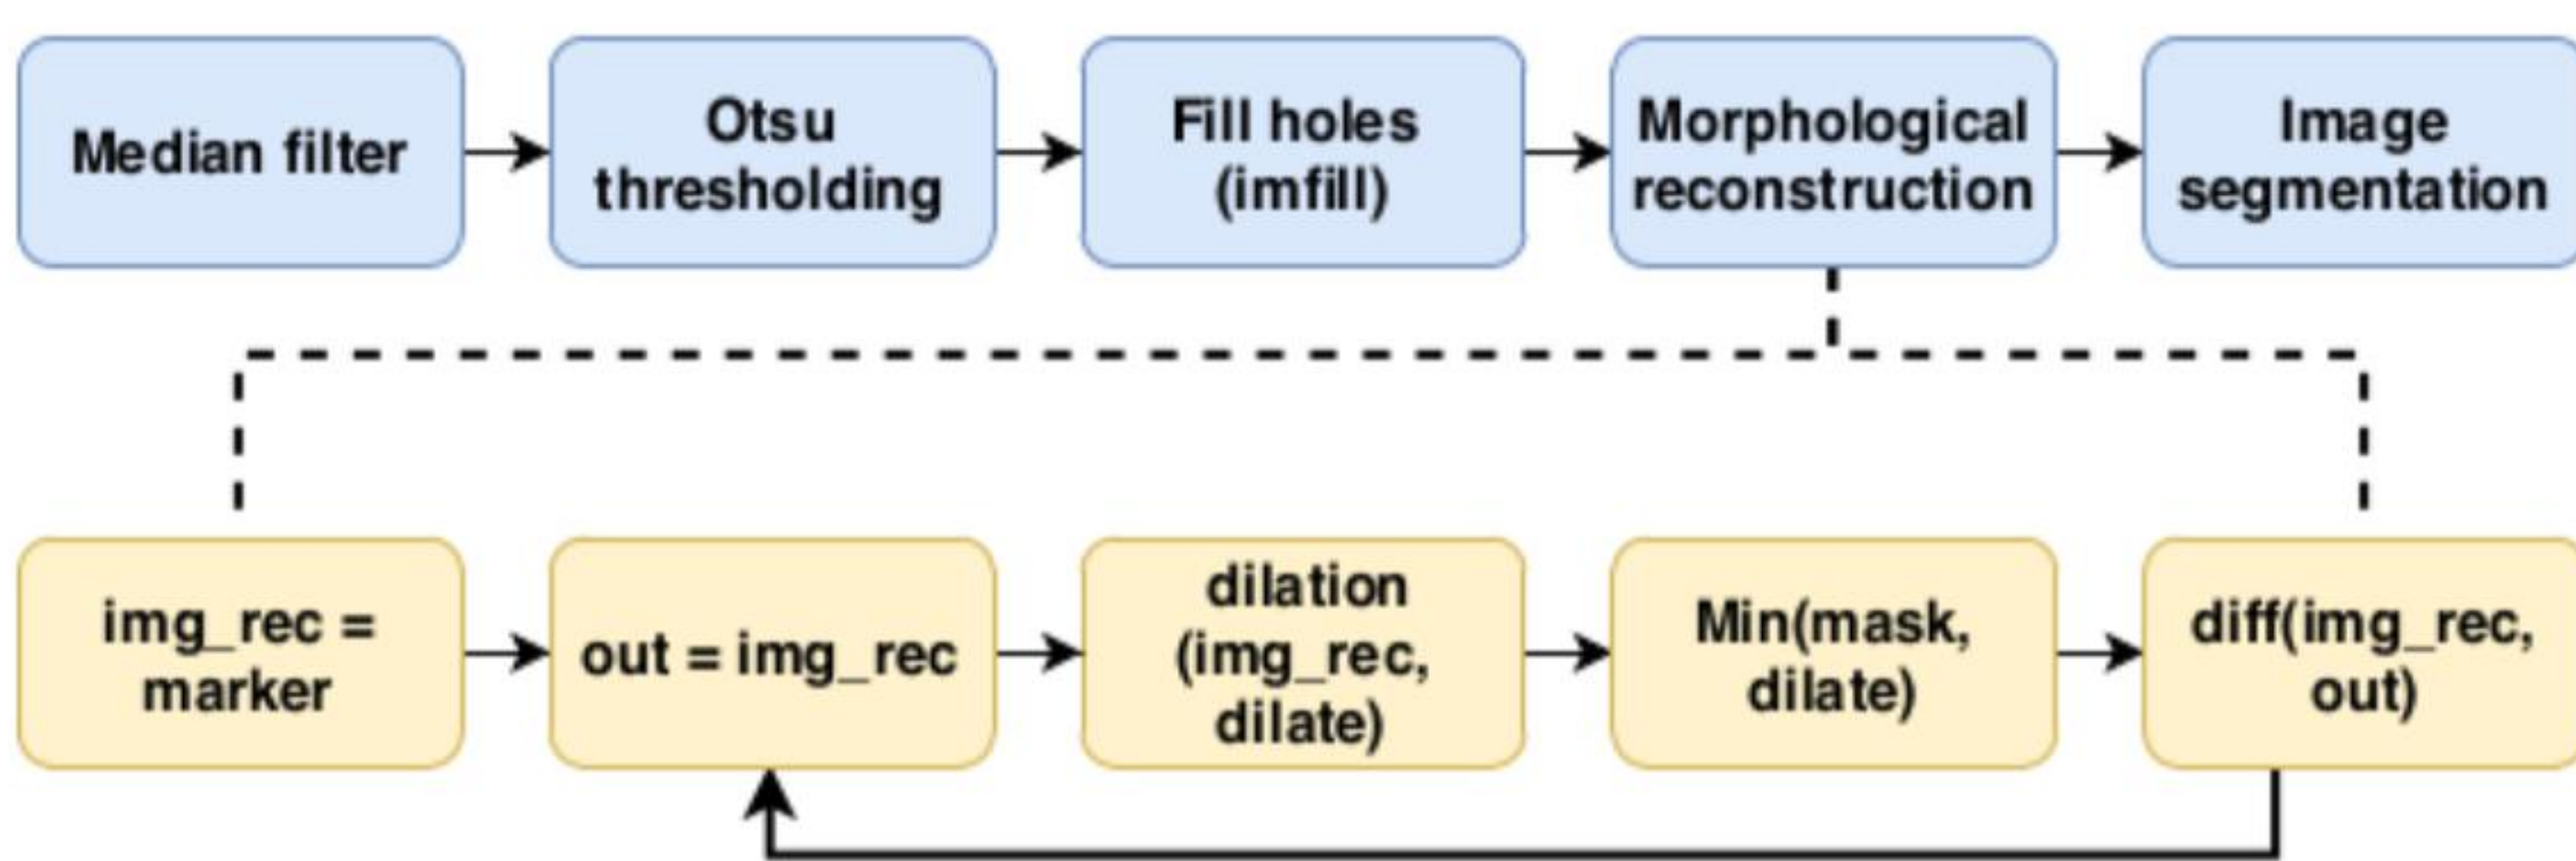 Median filter
Otsu
thresholding
Fill holes
(imfill)
Morphological
reconstruction
Image
segmentation
img_rec =
marker
out = img_rec
dilation
(img_rec,
dilate)
Min(mask,
dilate)
diff(img_rec,
out)